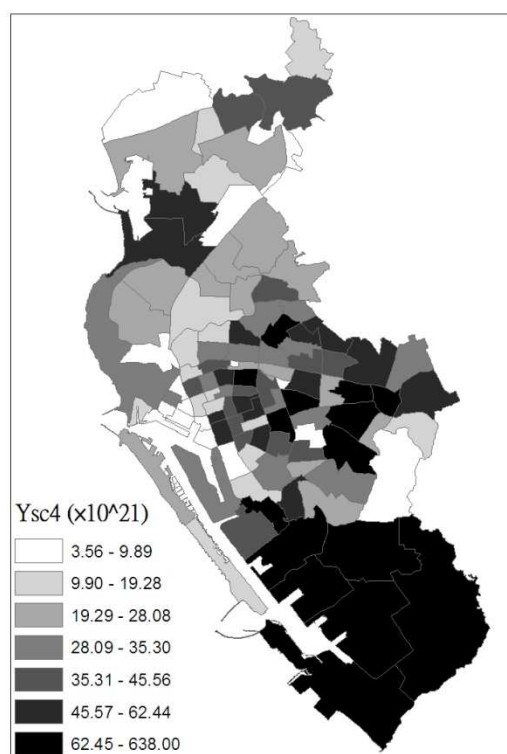 Ysc4 (×10^21)
3.56 - 9.89
9.90 - 19.28
19.29 - 28.08
28.09 - 35.30
35.31 - 45.56
45.57 - 62.44
62.45 - 638.00